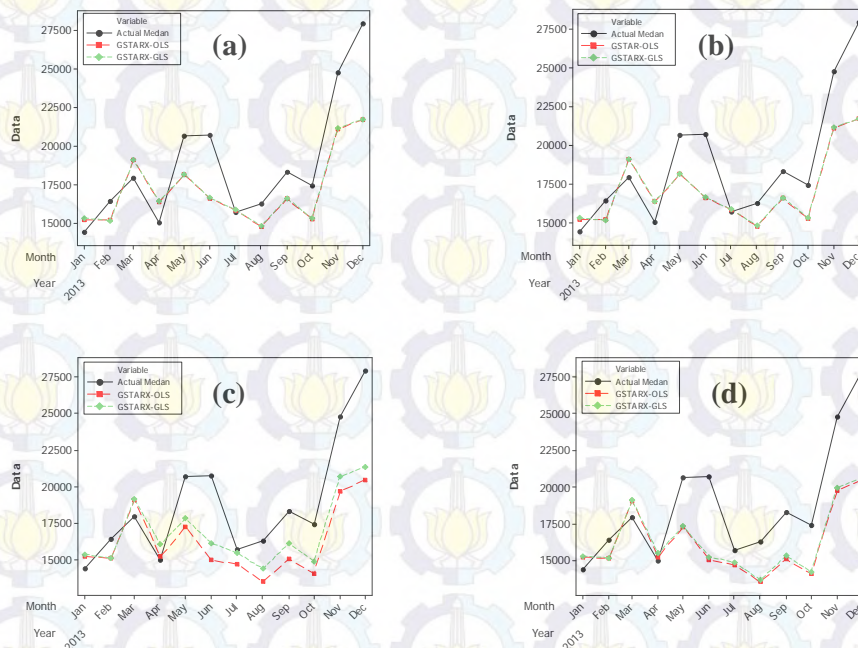 Variable
Actual Medan
GSTARX-OLS
GSTARX-GLS
(a)
27500
25000
22500
20000
17500
15000
Data
Month
Jan
Feb
Mar
Apr
May
Jun
Jul
Aug
Sep
Oct
Nov
Dec
Year
2013
Variable
Actual Medan
GSTAR-OLS
GSTARX-GLS
(b)
27500
25000
22500
20000
17500
15000
Data
Month
Jan
Feb
Mar
Apr
May
Jun
Jul
Aug
Sep
Oct
Nov
Year
2013
Variable
Actual Medan
GSTARX-OLS
GSTARX-GLS
(c)
27500
25000
22500
20000
17500
15000
Data
Month
Jan
Feb
Mar
Apr
May
Jun
Jul
Aug
Sep
Oct
Nov
Dec
Year
2013
Variable
Actual Medan
GSTARX-OLS
GSTARX-GLS
(d)
27500
25000
22500
20000
17500
15000
Data
Month
Jan
Feb
Mar
Apr
May
Jun
Jul
Aug
Sep
Oct
Nov
Year
2013